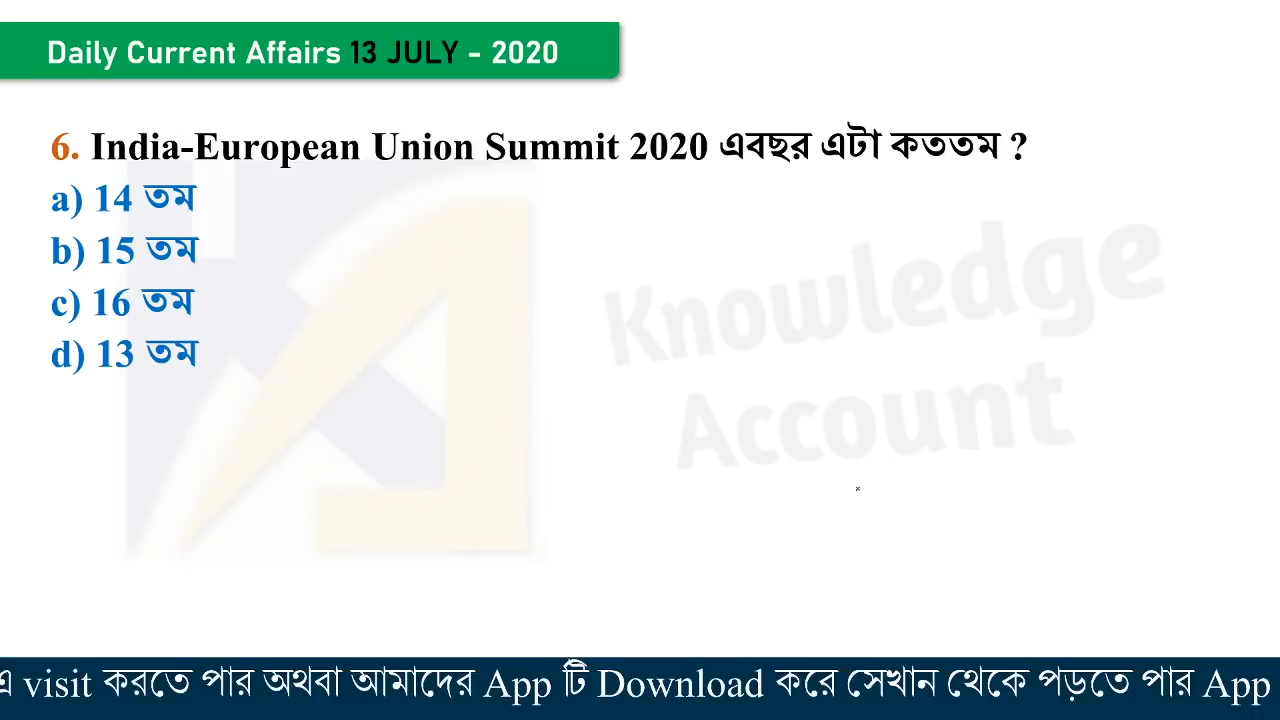 Daily Current Affairs 13 JULY - 2020
6. India-European Union Summit 2020 এবছর এটা কততম ?
a) 14 তম
b) 15 তম
c) 16 তম
d) 13 তম
Knowledge
Account
এ visit করতে পার অথবা আমাদের App টি Download করে সেখান থেকে পড়তে পার App